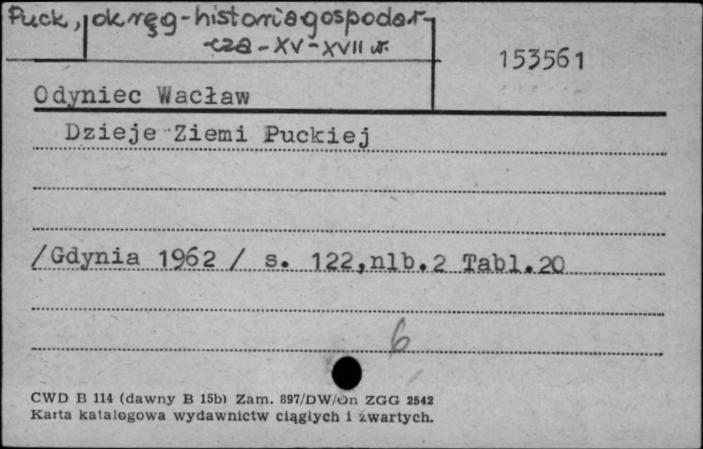 Puck, okręg-historia gospodar-
cza-XV-XVII w.
153561
Odyniec Wacław
Dzieje Ziemi Puckiej
/Gdynia 1962 / s. 122,nlb.2 Tabl.20
6
CWD B 114 (dawny B 15b) Zam. 897/DW/On ZGG 2542
Karta katalogowa wydawnictw ciągłych i zwartych.